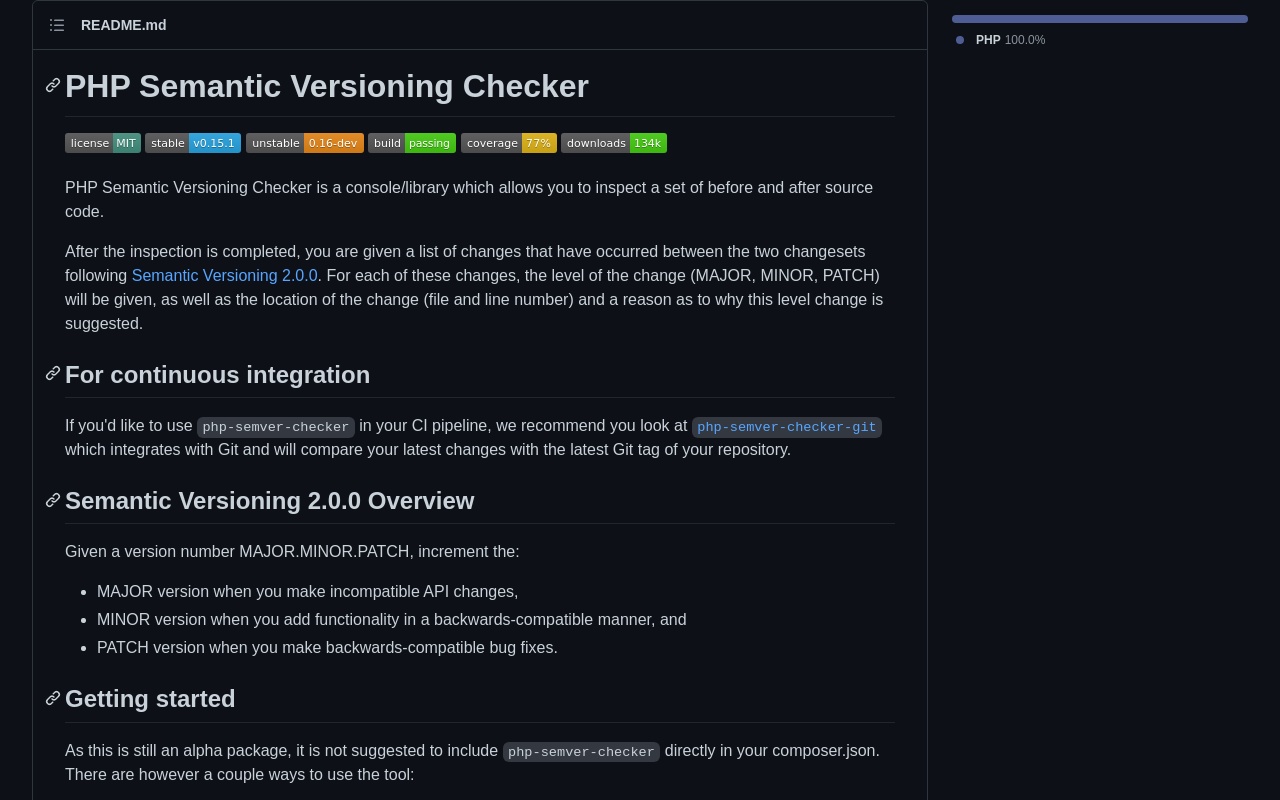 README.md
PHP 100.0%
PHP Semantic Versioning Checker
license MIT stable v0.15.1 unstable 0.16-dev build passing coverage 77% downloads 134k
PHP Semantic Versioning Checker is a console/library which allows you to inspect a set of before and after source
code.
After the inspection is completed, you are given a list of changes that have occurred between the two changesets
following Semantic Versioning 2.0.0. For each of these changes, the level of the change (MAJOR, MINOR, PATCH)
will be given, as well as the location of the change (file and line number) and a reason as to why this level change is
suggested.
For continuous integration
If you'd like to use php-semver-checker in your CI pipeline, we recommend you look at php-semver-checker-git
which integrates with Git and will compare your latest changes with the latest Git tag of your repository.
Semantic Versioning 2.0.0 Overview
Given a version number MAJOR.MINOR.PATCH, increment the:
• MAJOR version when you make incompatible API changes,
• MINOR version when you add functionality in a backwards-compatible manner, and
• PATCH version when you make backwards-compatible bug fixes.
Getting started
As this is still an alpha package, it is not suggested to include php-semver-checker directly in your composer.json.
There are however a couple ways to use the tool: